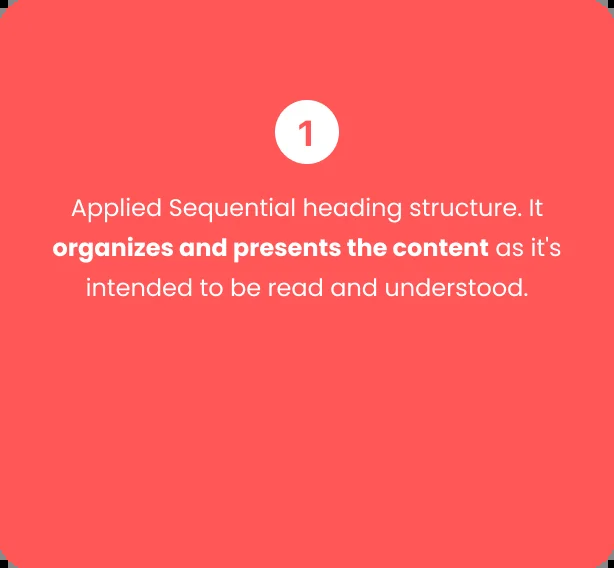 1
Applied Sequential heading structure. It
organizes and presents the content as it's
intended to be read and understood.